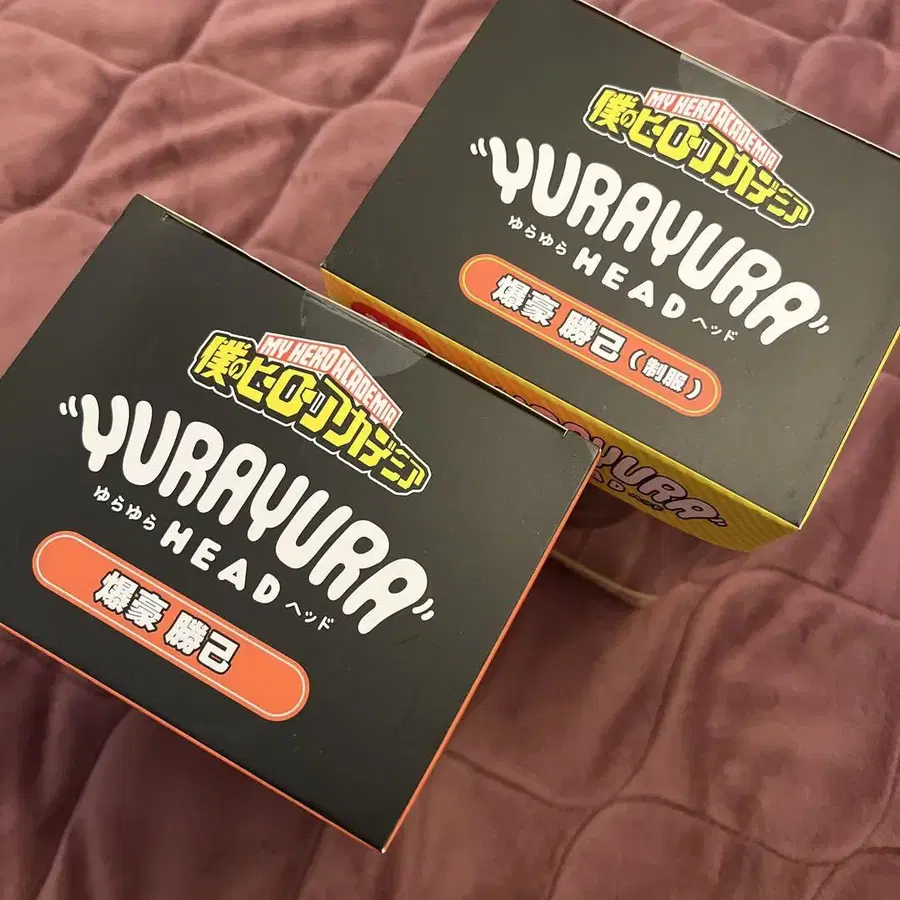 MY HERO ACADEMIA
僕のヒーローアカデミア
"YURAYURA"
ゆらゆら HEAD ヘッド
爆豪 勝己(制服)
MY HERO ACADEMIA
僕のヒーローアカデミア
"YURAYURA"
ゆらゆら HEAD ヘッド
爆豪 勝己